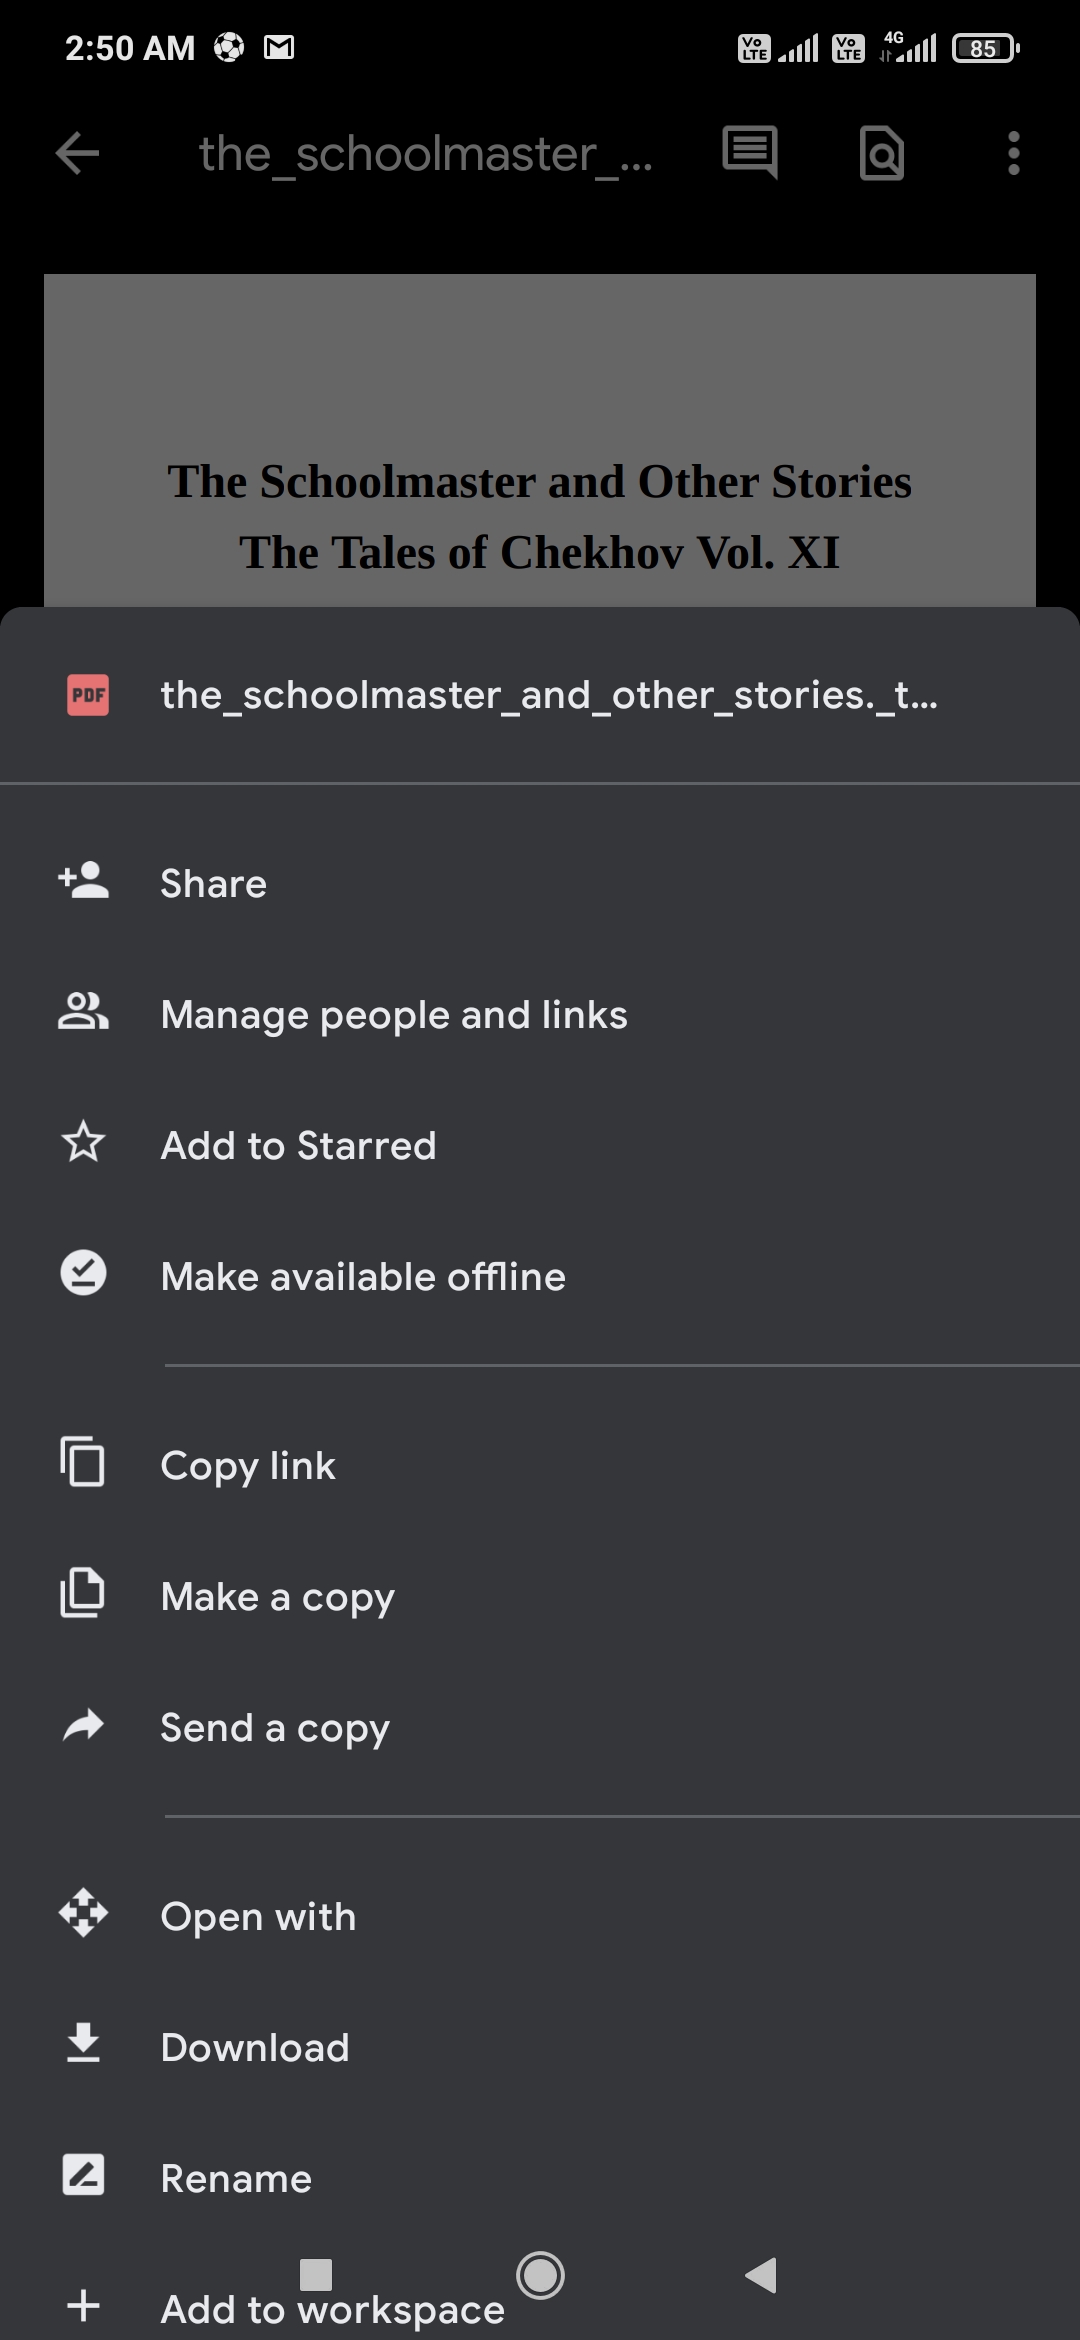 2:50 AM
Vo LTE Vo LTE 4G 85
the_schoolmaster_...
The Schoolmaster and Other Stories
The Tales of Chekhov Vol. XI
PDF the_schoolmaster_and_other_stories._t...
Share
Manage people and links
Add to Starred
Make available offline
Copy link
Make a copy
Send a copy
Open with
Download
Rename
Add to workspace